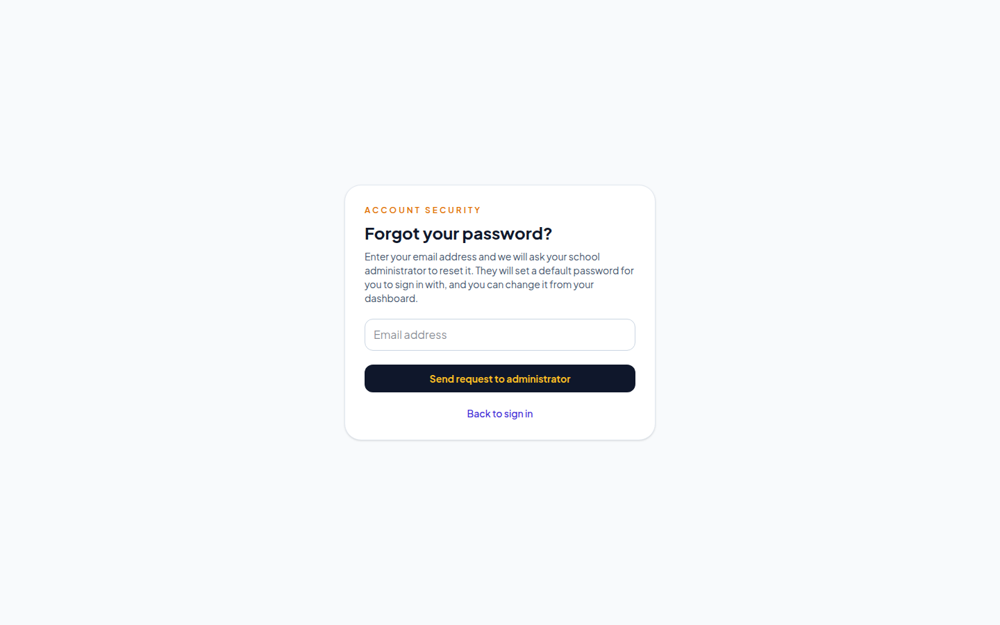 ACCOUNT SECURITY
Forgot your password?
Enter your email address and we will ask your school
administrator to reset it. They will set a default password for
you to sign in with, and you can change it from your
dashboard.
Email address
Send request to administrator
Back to sign in